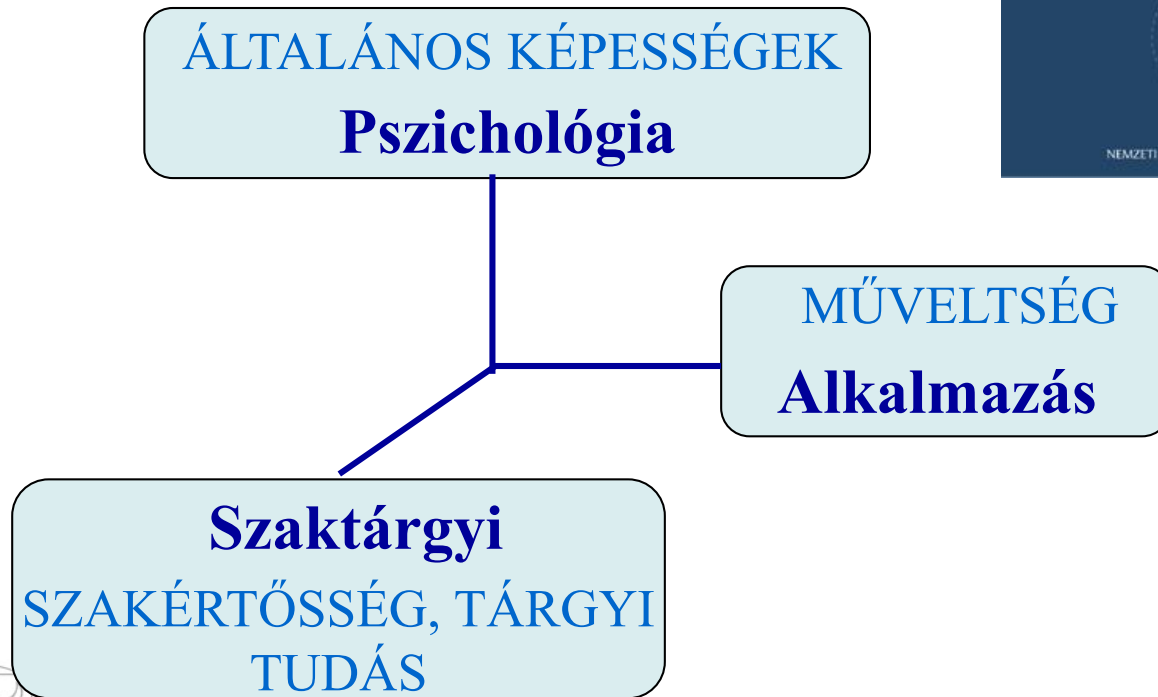 ÁLTALÁNOS KÉPESSÉGEK
Pszichológia
NEMZETI
MŰVELTSÉG
Alkalmazás
Szaktárgyi
SZAKÉRTŐSSÉG, TÁRGYI
TUDÁS